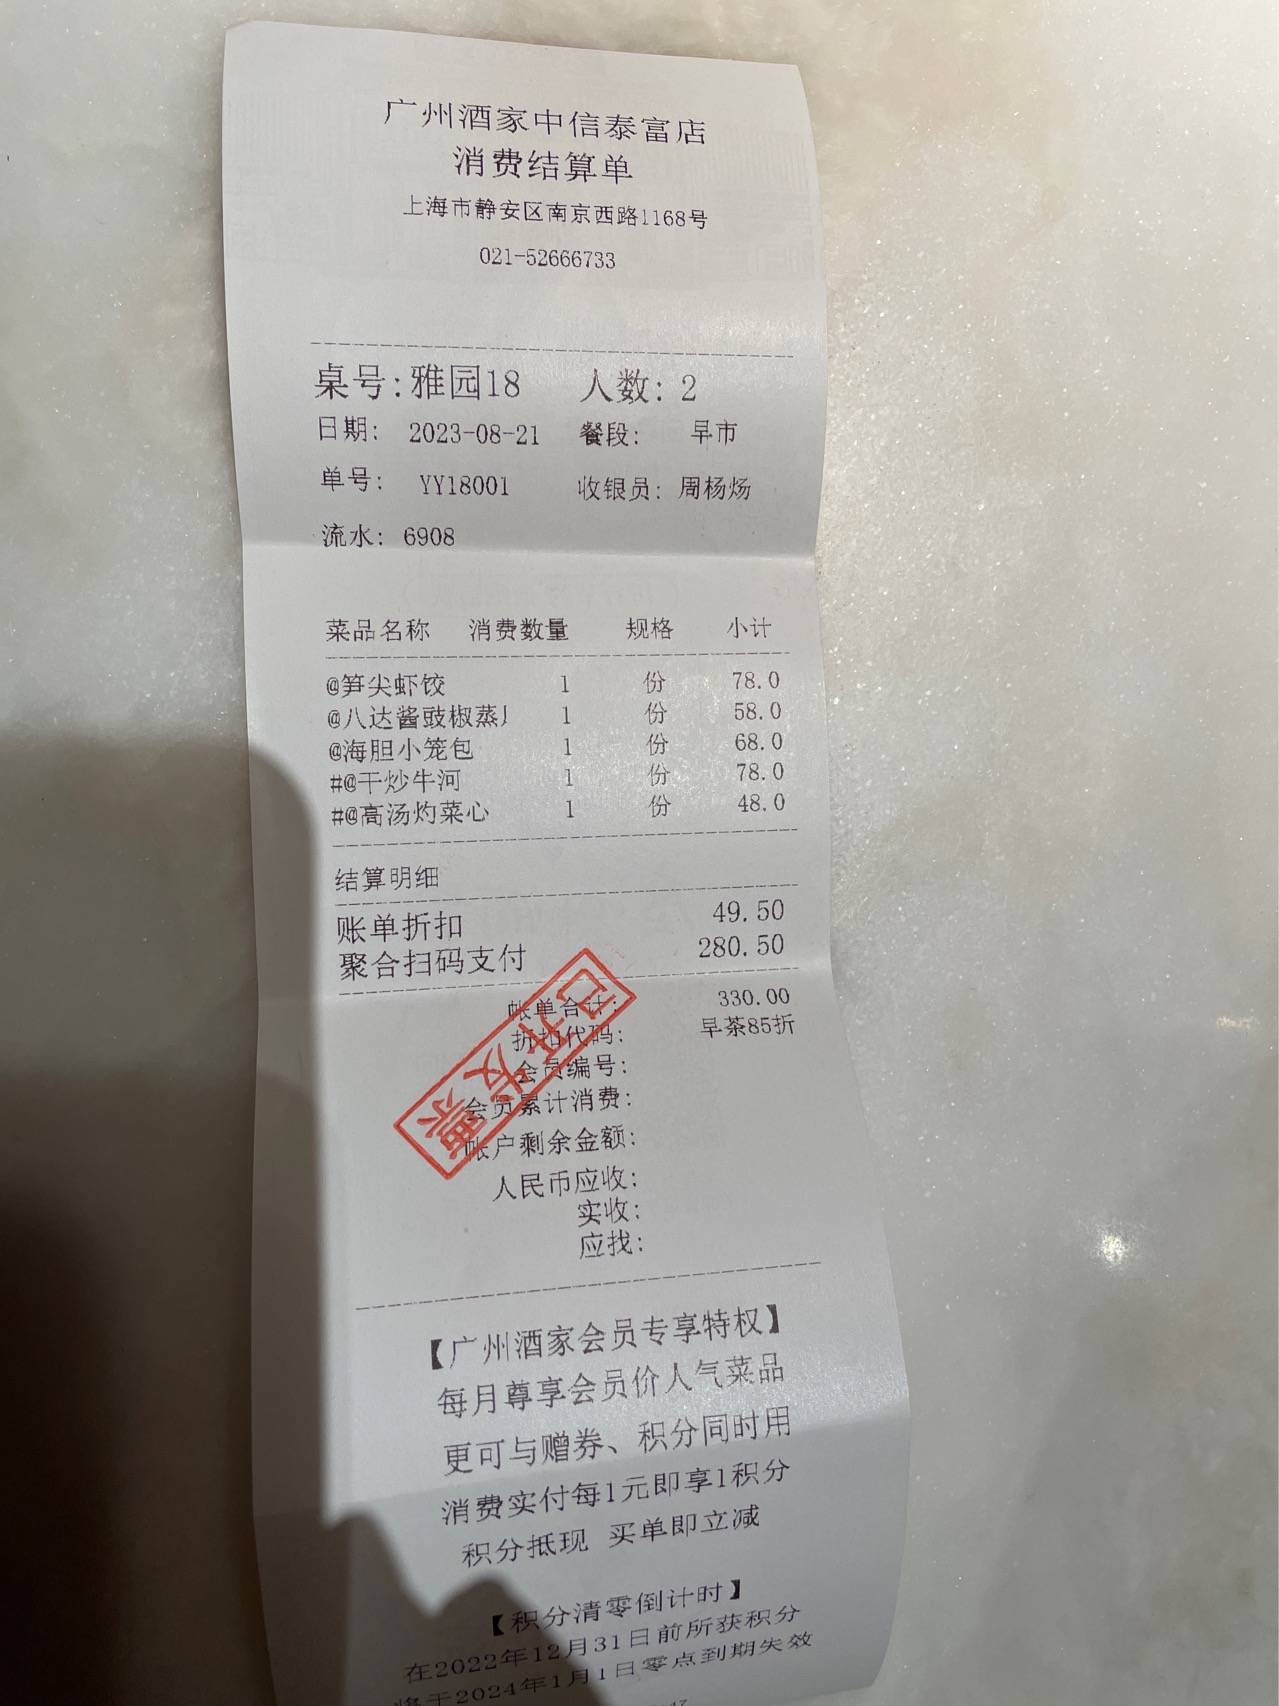 广州酒家中信泰富店
消费结算单
上海市静安区南京西路1168号
021-52666733
桌号:雅园18 人数: 2
日期: 2023-08-21 餐段: 早市
单号: YY18001 收银员: 周杨炀
流水: 6908
菜品名称 消费数量 规格 小计
@笋尖虾饺 1 份 78.0
@八达酱豉椒蒸 1 份 58.0
@海胆小笼包 1 份 68.0
#@干炒牛河 1 份 78.0
#@高汤灼菜心 1 份 48.0
结算明细
账单折扣 49.50
聚合扫码支付 280.50
帐单合计: 330.00
折扣代码: 早茶85折
会员编号:
会员累计消费:
帐户剩余金额:
人民币应收:
实收:
应找:
已开发票
【广州酒家会员专享特权】
每月尊享会员价人气菜品
更可与赠券、积分同时用
消费实付每1元即享1积分
积分抵现 买单即立减
【积分清零倒计时】
在2022年12月31日前所获积分
将于2024年1月1日零点到期失效